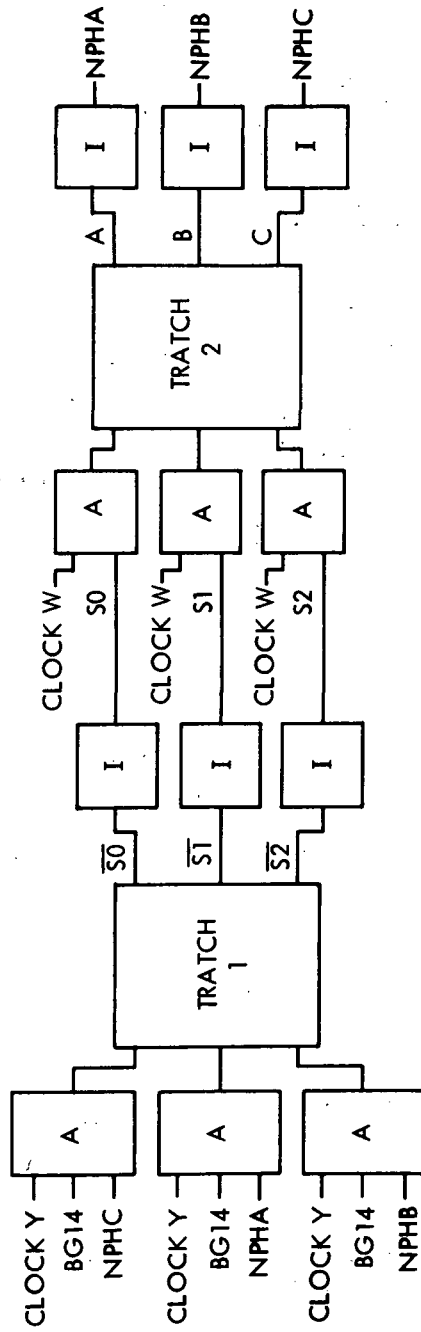 CLOCK Y
BG14
NPHC
A
CLOCK Y
BG14
NPHA
A
CLOCK Y
BG14
NPHB
A
TRATCH
1
S0
S1
S2
I
I
I
CLOCK W
S0
A
CLOCK W
S1
A
CLOCK W
S2
A
TRATCH
2
A
B
C
I
NPHA
I
NPHB
I
NPHC